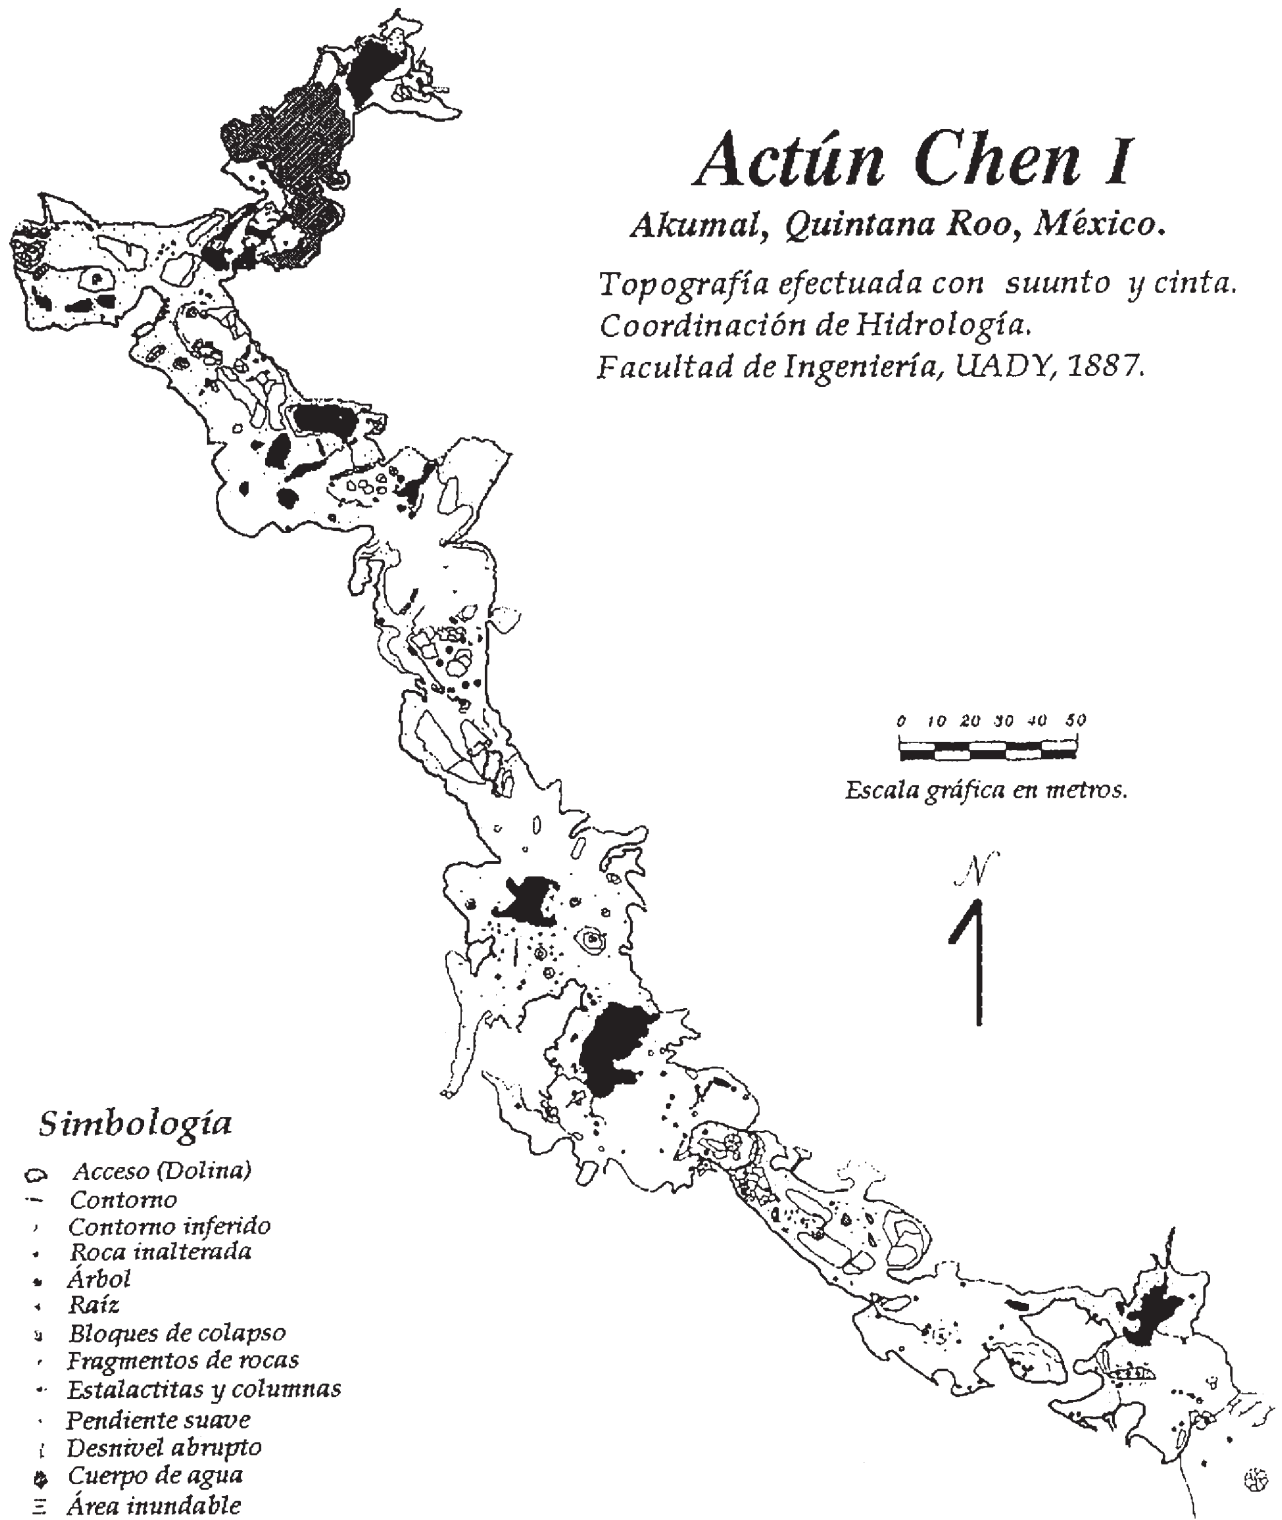 Actún Chen I
Akumal, Quintana Roo, México.
Topografía efectuada con suunto y cinta.
Coordinación de Hidrología.
Facultad de Ingeniería, UADY, 1887.
0 10 20 30 40 50
Escala gráfica en metros.
N
Simbología
Acceso (Dolina)
Contorno
Contorno inferido
Roca inalterada
Árbol
Raíz
Bloques de colapso
Fragmentos de rocas
Estalactitas y columnas
Pendiente suave
Desnivel abrupto
Cuerpo de agua
Área inundable